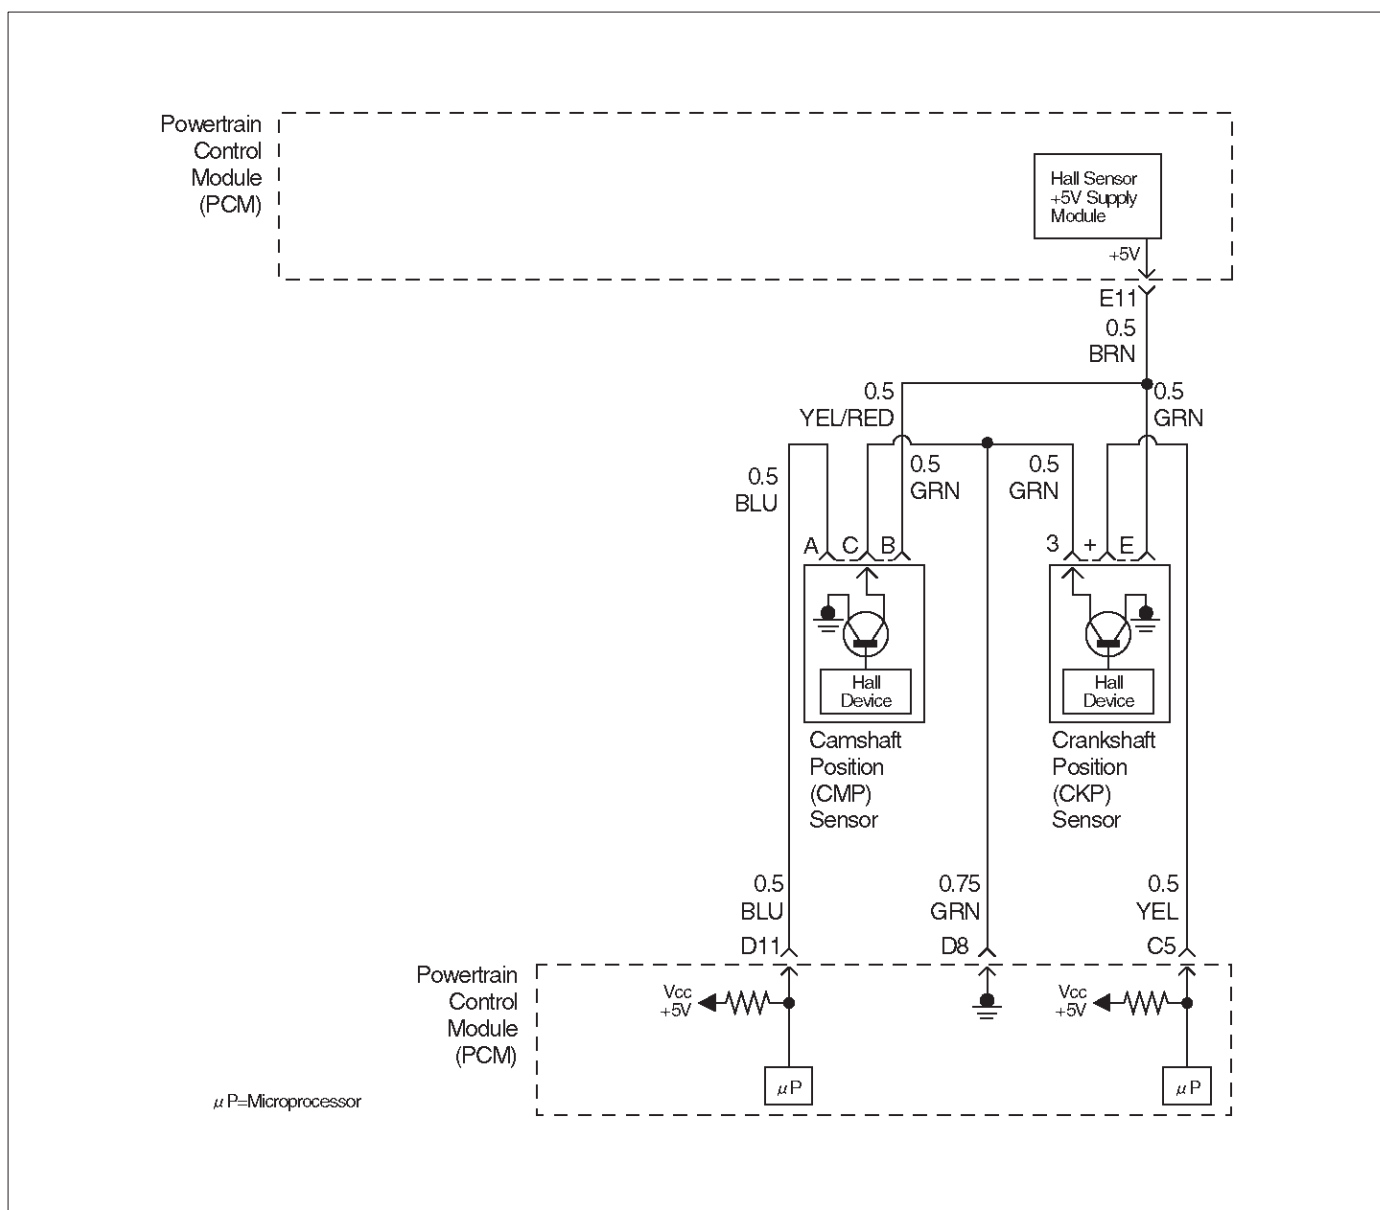 Powertrain
Control
Module
(PCM)
Hall Sensor
+5V Supply
Module
+5V
E11
0.5
BRN
0.5
YEL/RED
0.5
GRN
0.5
BLU
0.5
GRN
0.5
GRN
A C B
3 + E
Hall
Device
Hall
Device
Camshaft
Position
(CMP)
Sensor
Crankshaft
Position
(CKP)
Sensor
0.5
BLU
D11
0.75
GRN
D8
0.5
YEL
C5
Powertrain
Control
Module
(PCM)
Vcc
+5V
Vcc
+5V
μP
μP
μP=Microprocessor